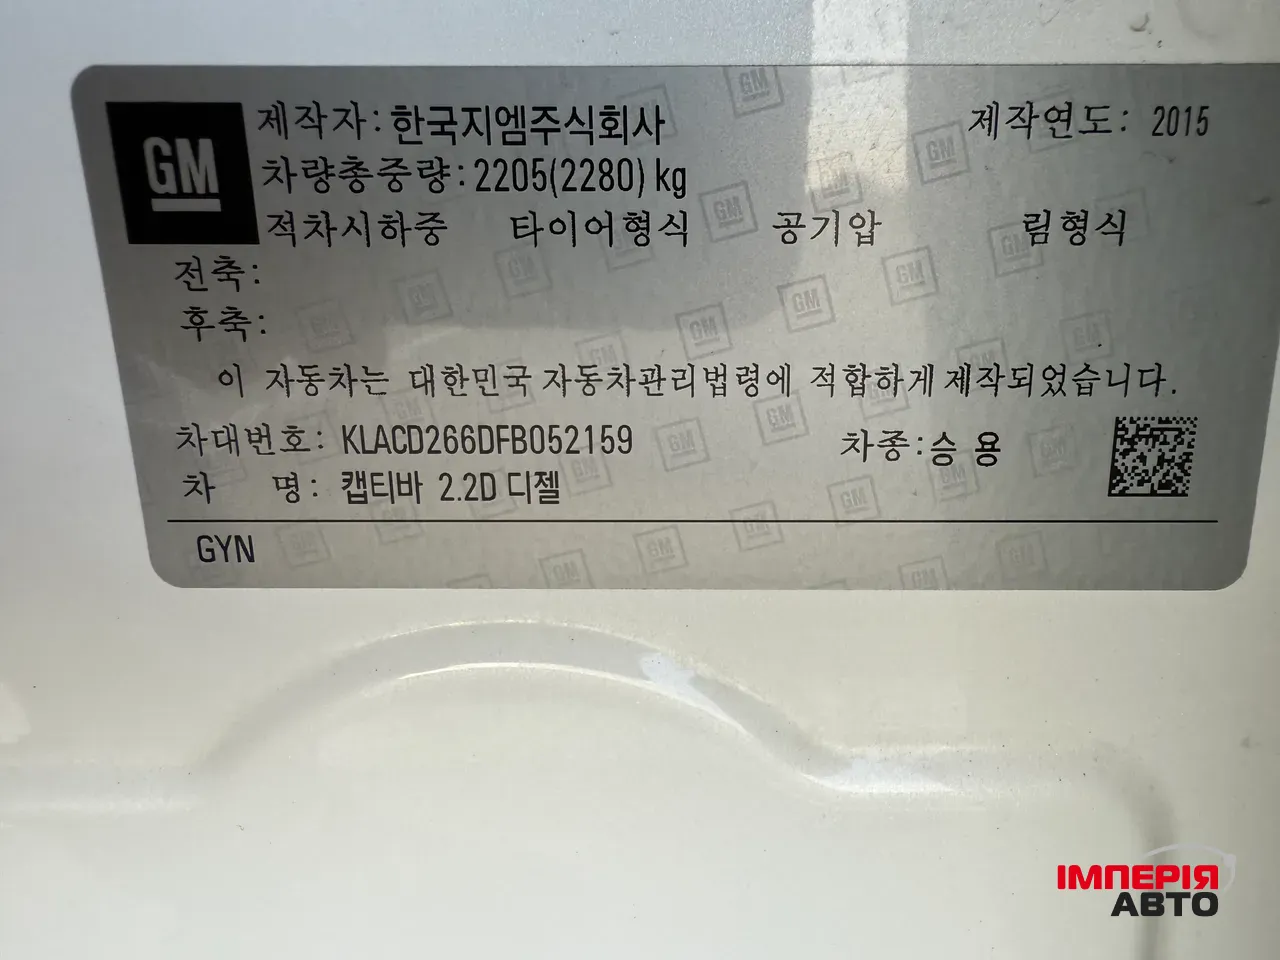 GM
제작자: 한국지엠주식회사 제작연도: 2015
차량총중량: 2205(2280) kg
적차시하중 타이어형식 공기압 림형식
전축:
후축:
이 자동차는 대한민국 자동차관리법령에 적합하게 제작되었습니다.
차대번호: KLACD266DFB052159 차종: 승 용
차 명: 캡티바 2.2D 디젤
GYN
ІМПЕРІЯ
АВТО